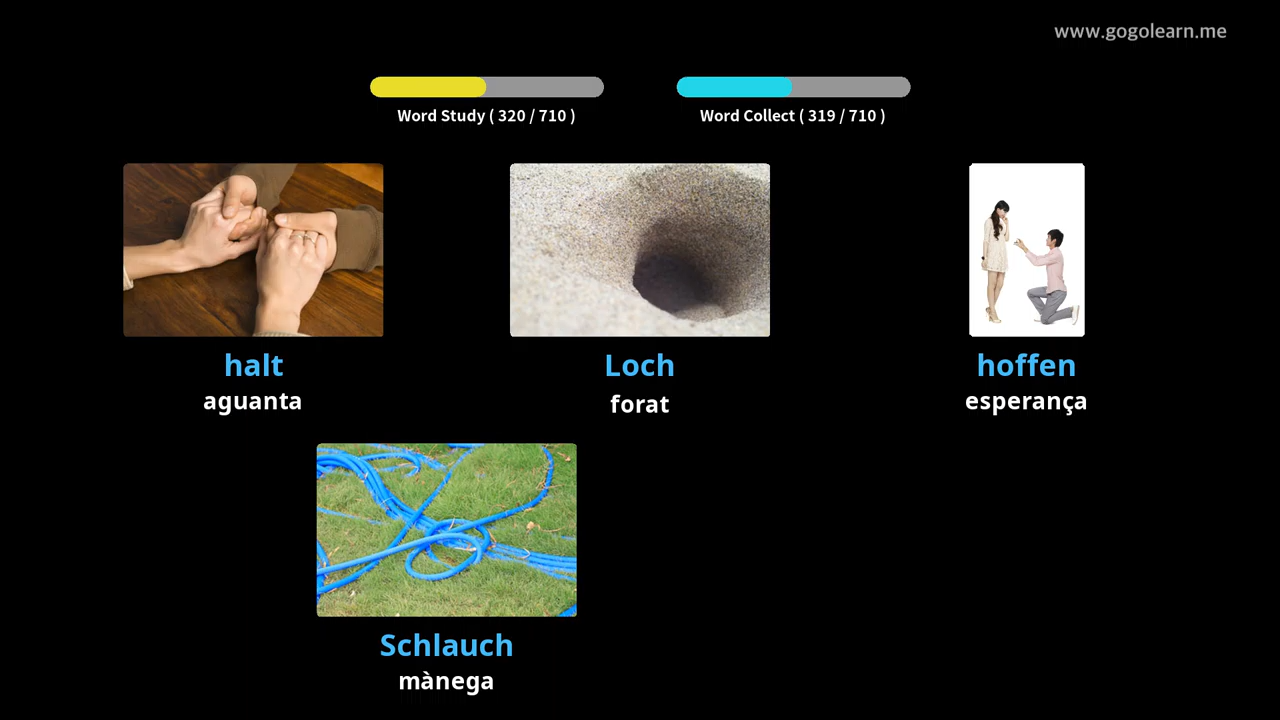 www.gogolearn.me
Word Study ( 320 / 710 )
Word Collect ( 319 / 710 )
halt
aguanta
Loch
forat
hoffen
esperança
Schlauch
mànega